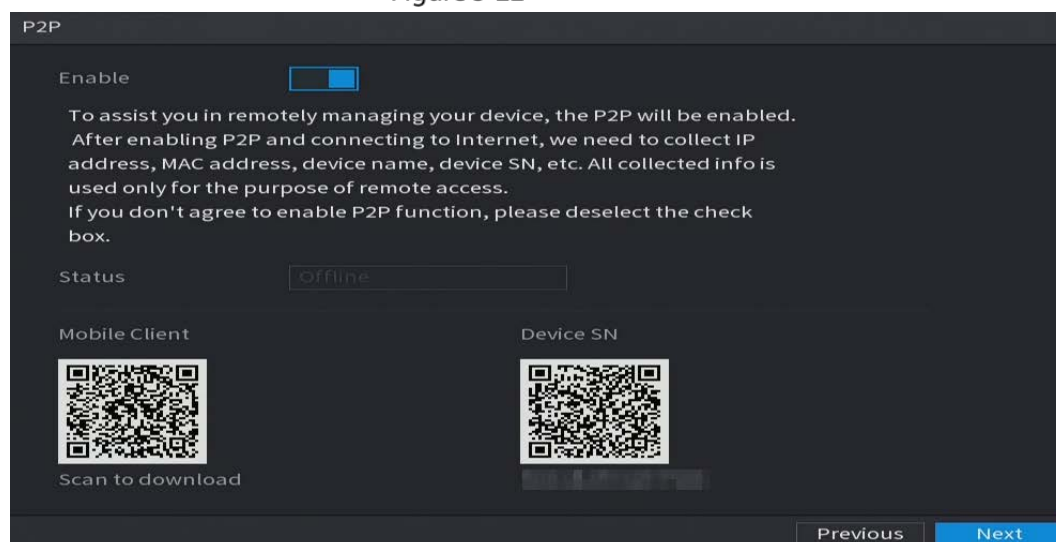 P2P
Enable
To assist you in remotely managing your device, the P2P will be enabled.
After enabling P2P and connecting to Internet, we need to collect IP
address, MAC address, device name, device SN, etc. All collected info is
used only for the purpose of remote access.
If you don't agree to enable P2P function, please deselect the check
box.
Status
Offline
Mobile Client
Device SN
Scan to download
Previous
Next